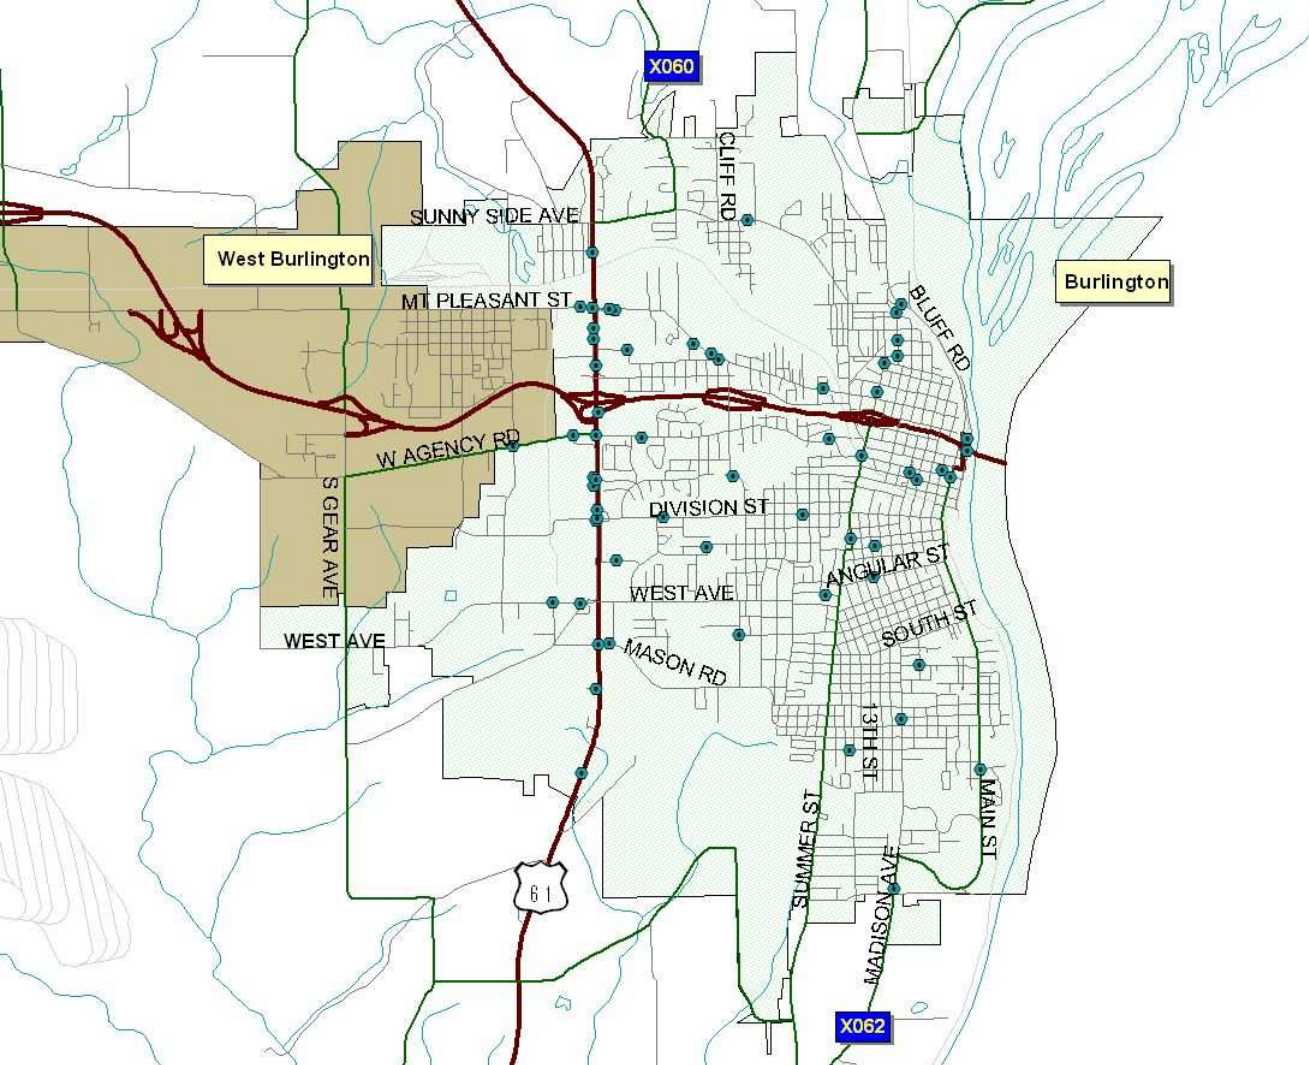 X060
CLIFF RD
SUNNY SIDE AVE
West Burlington
Burlington
MT PLEASANT ST
BLUFF RD
W AGENCY RD
S GEAR AVE
DIVISION ST
ANGULAR ST
WEST AVE
SOUTH ST
WEST AVE
MASON RD
13TH ST
MAIN ST
SUMMER ST
MADISON AVE
61
X062